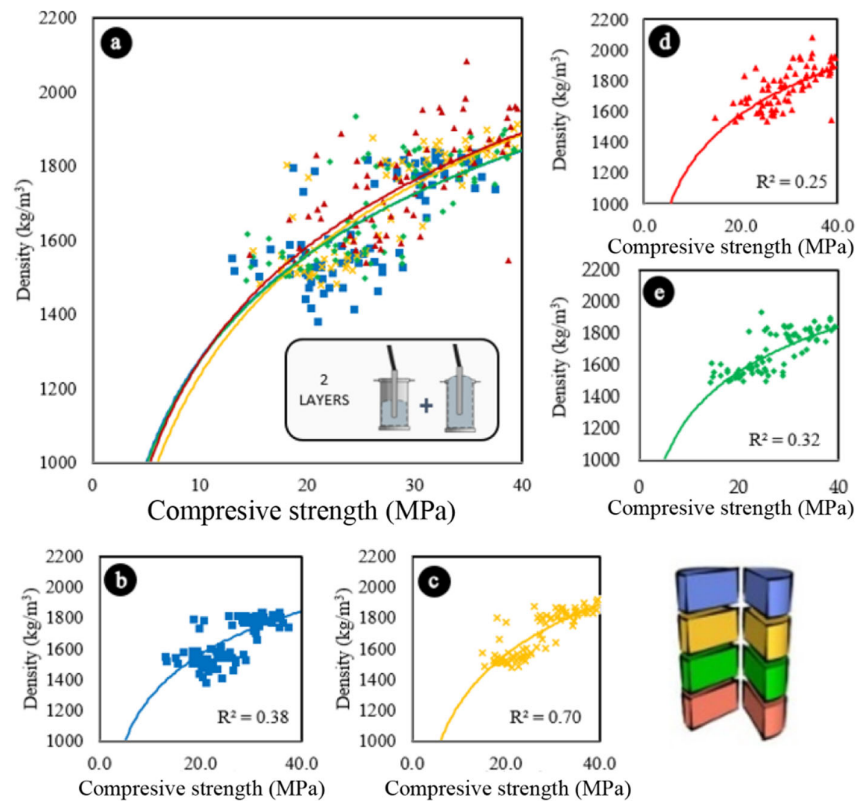 a
2200
2000
1800
1600
1400
1200
1000
Density (kg/m³)
0 10 20 30 40
Compresive strength (MPa)
2
LAYERS
+
d
2200
2000
1800
1600
1400
1200
1000
Density (kg/m³)
R² = 0.25
0.0 20.0 40.0
Compresive strength (MPa)
e
2200
2000
1800
1600
1400
1200
1000
Density (kg/m³)
R² = 0.32
0 20 40
Compresive strength (MPa)
b
2200
2000
1800
1600
1400
1200
1000
Density (kg/m³)
R² = 0.38
0.0 20.0 40.0
Compresive strength (MPa)
c
2200
2000
1800
1600
1400
1200
1000
Density (kg/m³)
R² = 0.70
0.0 20.0 40.0
Compresive strength (MPa)